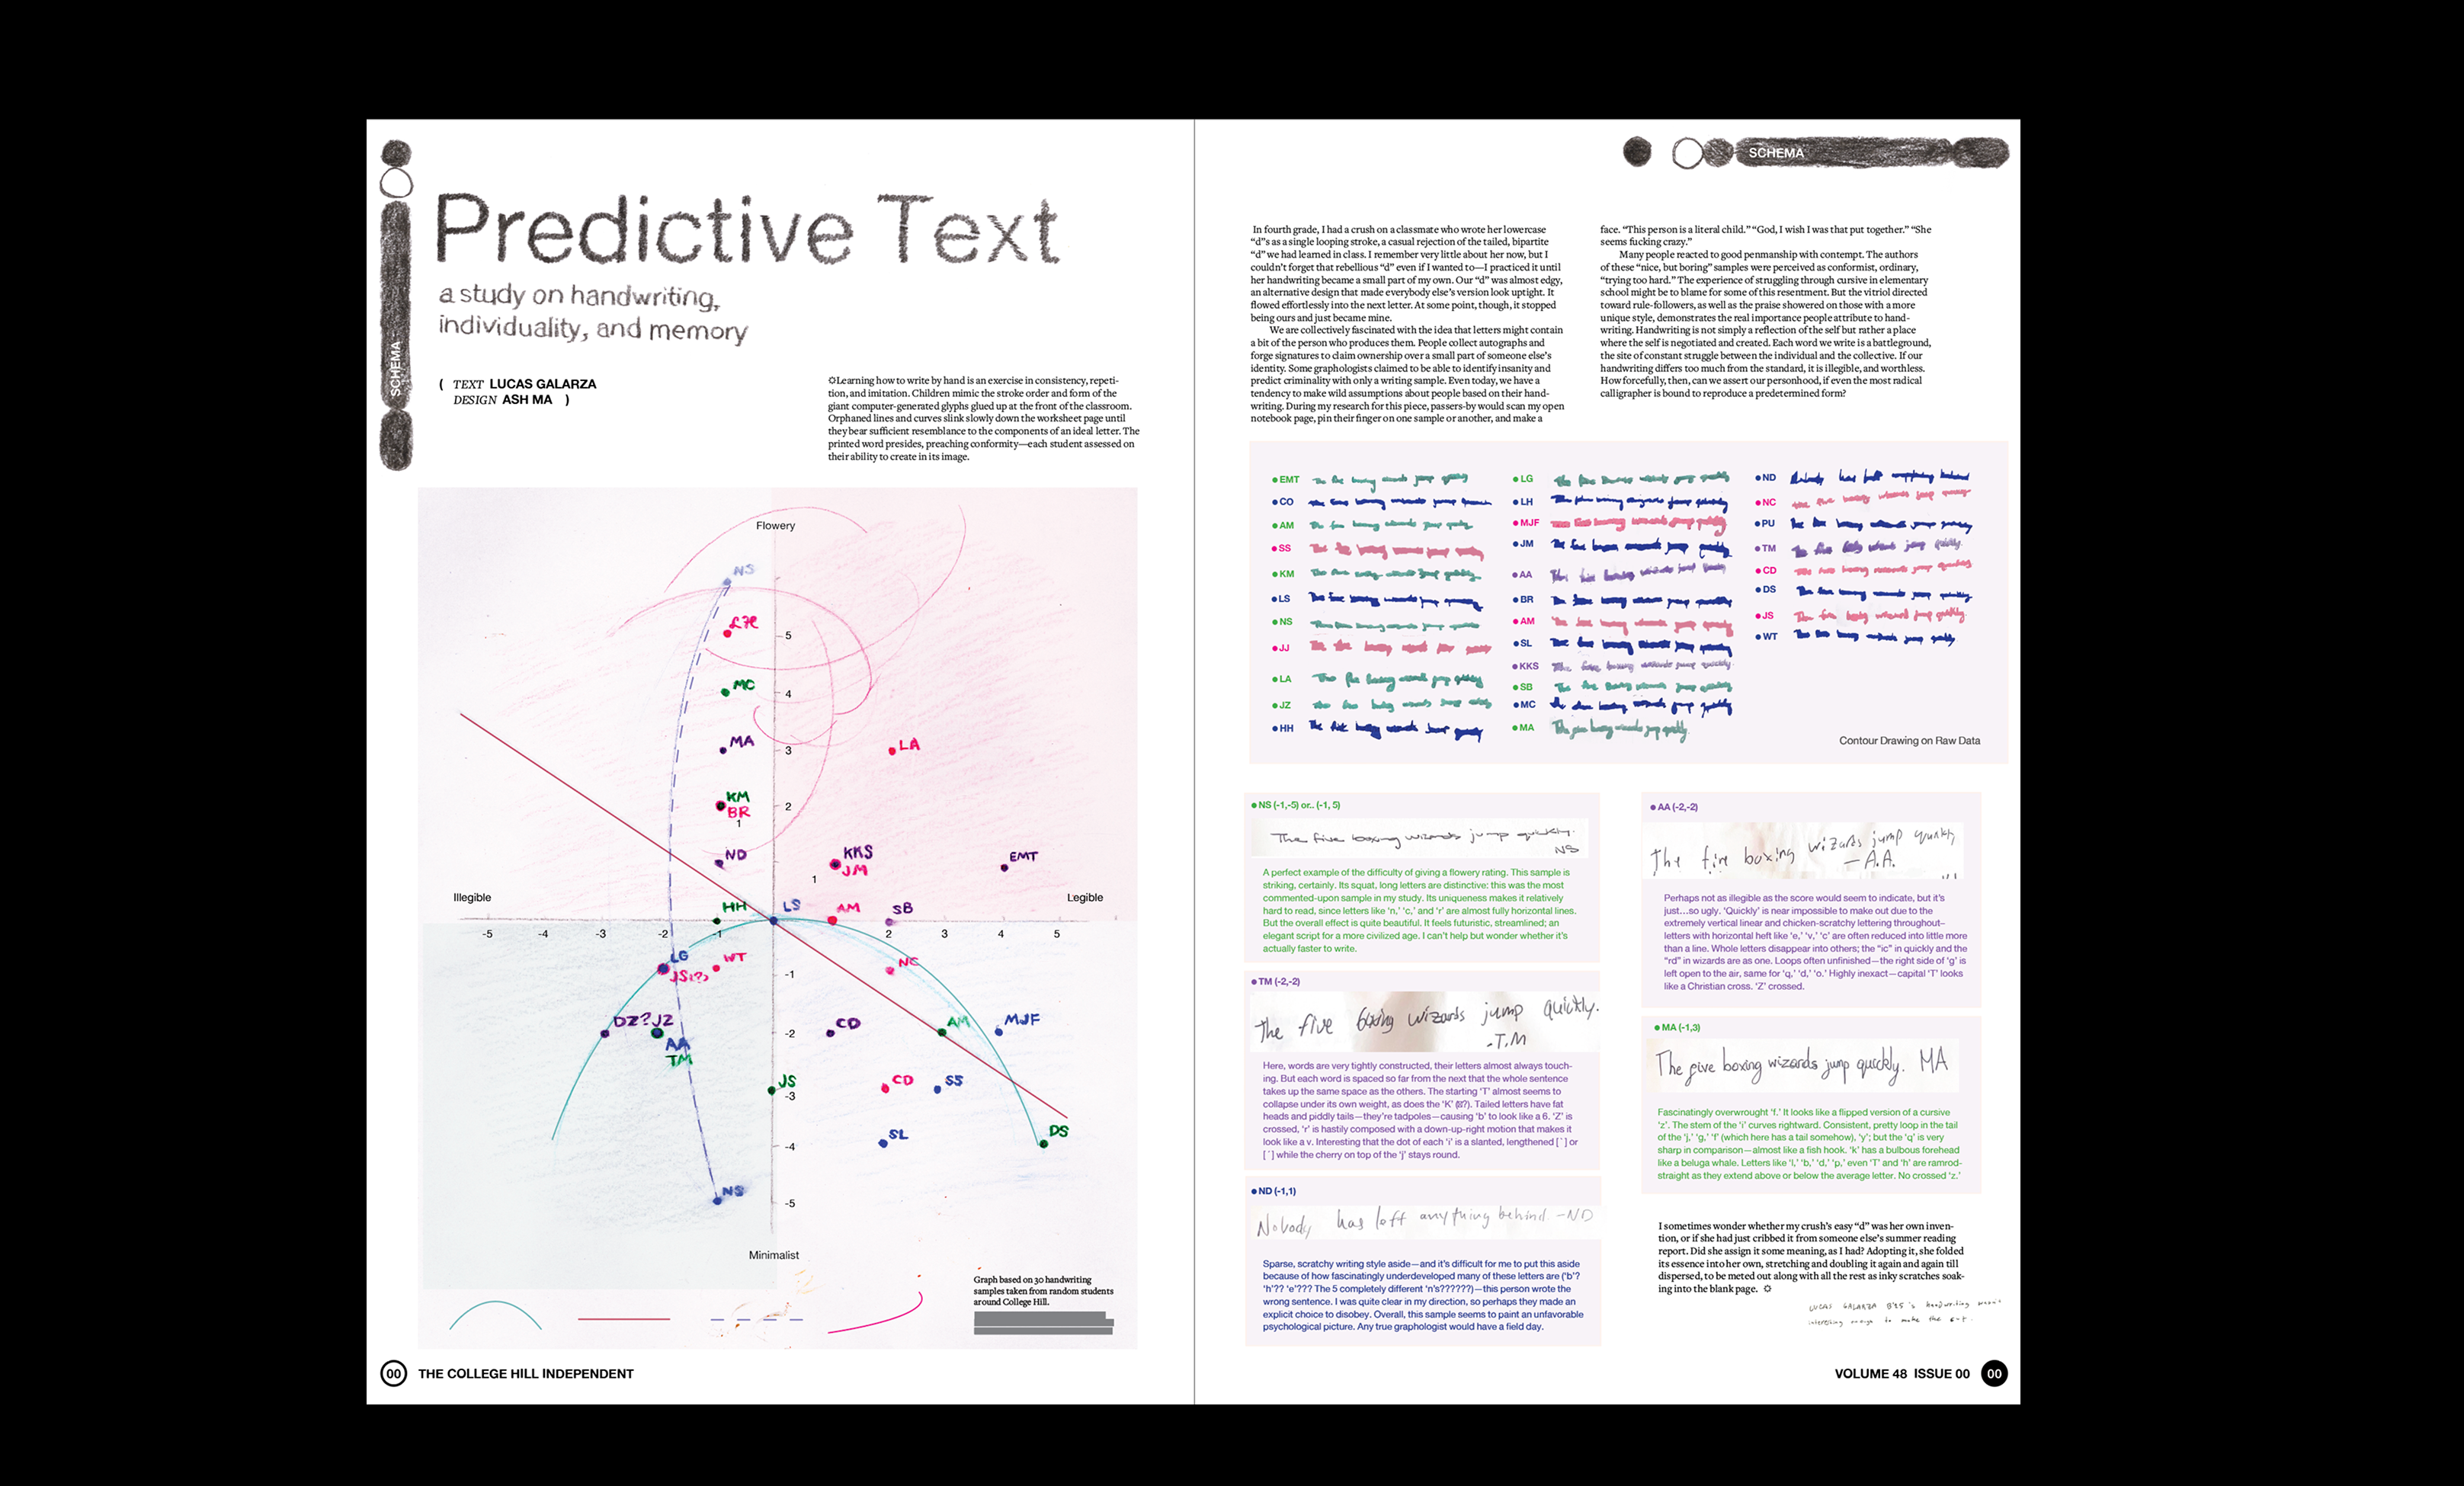 SCHEMA
Predictive Text
a study on handwriting,
individuality, and memory
( TEXT LUCAS GALARZA
DESIGN ASH MA )
✡Learning how to write by hand is an exercise in consistency, repeti-
tion, and imitation. Children mimic the stroke order and form of the
giant computer-generated glyphs glued up at the front of the classroom.
Orphaned lines and curves slink slowly down the worksheet page until
they bear sufficient resemblance to the components of an ideal letter. The
printed word presides, preaching conformity—each student assessed on
their ability to create in its image.
Flowery
NS
5
MC
4
MA
LA
3
KM
BR
2
1
ND
KKS
JM
EMT
1
Illegible
Legible
HH
LS
AM
SB
-5 -4 -3 -2 -1 2 3 4 5
LG
JS(?)
WT
NC
-1
DZ?
JZ
AA
TM
CD
AM
MJF
-2
JS
CD
SS
-3
SL
DS
-4
NS
-5
Minimalist
Graph based on 30 handwriting
samples taken from random students
around College Hill.
00 THE COLLEGE HILL INDEPENDENT
SCHEMA
In fourth grade, I had a crush on a classmate who wrote her lowercase
“d”s as a single looping stroke, a casual rejection of the tailed, bipartite
“d” we had learned in class. I remember very little about her now, but I
couldn’t forget that rebellious “d” even if I wanted to—I practiced it until
her handwriting became a small part of my own. Our “d” was almost edgy,
an alternative design that made everybody else’s version look uptight. It
flowed effortlessly into the next letter. At some point, though, it stopped
being ours and just became mine.
We are collectively fascinated with the idea that letters might contain
a bit of the person who produces them. People collect autographs and
forge signatures to claim ownership over a small part of someone else’s
identity. Some graphologists claimed to be able to identify insanity and
predict criminality with only a writing sample. Even today, we have a
tendency to make wild assumptions about people based on their hand-
writing. During my research for this piece, passers-by would scan my open
notebook page, pin their finger on one sample or another, and make a
face. “This person is a literal child.” “God, I wish I was that put together.” “She
seems fucking crazy.”
Many people reacted to good penmanship with contempt. The authors
of these “nice, but boring” samples were perceived as conformist, ordinary,
“trying too hard.” The experience of struggling through cursive in elementary
school might be to blame for some of this resentment. But the vitriol directed
toward rule-followers, as well as the praise showered on those with a more
unique style, demonstrates the real importance people attribute to hand-
writing. Handwriting is not simply a reflection of the self but rather a place
where the self is negotiated and created. Each word we write is a battleground,
the site of constant struggle between the individual and the collective. If our
handwriting differs too much from the standard, it is illegible, and worthless.
How forcefully, then, can we assert our personhood, if even the most radical
calligrapher is bound to reproduce a predetermined form?
EMT
CO
AM
SS
KM
LS
NS
JJ
LA
JZ
HH
LG
LH
MJF
JM
AA
BR
AM
SL
KKS
SB
MC
MA
ND
NC
PU
TM
CD
DS
JS
WT
Contour Drawing on Raw Data
NS (-1,-5) or.. (-1, 5)
The five boxing wizards jump quickly.
NS
A perfect example of the difficulty of giving a flowery rating. This sample is
striking, certainly. Its squat, long letters are distinctive: this was the most
commented-upon sample in my study. Its uniqueness makes it relatively
hard to read, since letters like ‘n,’ ‘c,’ and ‘r’ are almost fully horizontal lines.
But the overall effect is quite beautiful. It feels futuristic, streamlined; an
elegant script for a more civilized age. I can’t help but wonder whether it’s
actually faster to write.
TM (-2,-2)
The five boxing wizards jump quickly.
-T.M
Here, words are very tightly constructed, their letters almost always touch-
ing. But each word is spaced so far from the next that the whole sentence
takes up the same space as the others. The starting ‘T’ almost seems to
collapse under its own weight, as does the ‘K’ (?). Tailed letters have fat
heads and piddly tails—they’re tadpoles—causing ‘b’ to look like a 6. ‘Z’ is
crossed, ‘r’ is hastily composed with a down-up-right motion that makes it
look like a v. Interesting that the dot of each ‘i’ is a slanted, lengthened [`] or
[´] while the cherry on top of the ‘j’ stays round.
ND (-1,1)
Nobody has left anything behind. -ND
Sparse, scratchy writing style aside—and it’s difficult for me to put this aside
because of how fascinatingly underdeveloped many of these letters are (‘b’?
‘h’?? ‘e’??? The 5 completely different ‘n’s??????)—this person wrote the
wrong sentence. I was quite clear in my direction, so perhaps they made an
explicit choice to disobey. Overall, this sample seems to paint an unfavorable
psychological picture. Any true graphologist would have a field day.
AA (-2,-2)
The five boxing wizards jump quickly
-A.A.
Perhaps not as illegible as the score would seem to indicate, but it’s
just…so ugly. ‘Quickly’ is near impossible to make out due to the
extremely vertical linear and chicken-scratchy lettering throughout–
letters with horizontal heft like ‘e,’ ‘v,’ ‘c’ are often reduced into little more
than a line. Whole letters disappear into others; the “ic” in quickly and the
“rd” in wizards are as one. Loops often unfinished—the right side of ‘g’ is
left open to the air, same for ‘q,’ ‘d,’ ‘o.’ Highly inexact—capital ‘T’ looks
like a Christian cross. ‘Z’ crossed.
MA (-1,3)
The five boxing wizards jump quickly. MA
Fascinatingly overwrought ‘f.’ It looks like a flipped version of a cursive
‘z’. The stem of the ‘i’ curves rightward. Consistent, pretty loop in the tail
of the ‘j,’ ‘g,’ ‘f’ (which here has a tail somehow), ‘y’; but the ‘q’ is very
sharp in comparison—almost like a fish hook. ‘k’ has a bulbous forehead
like a beluga whale. Letters like ‘l,’ ‘b,’ ‘d,’ ‘p,’ even ‘T’ and ‘h’ are ramrod-
straight as they extend above or below the average letter. No crossed ‘z.’
I sometimes wonder whether my crush’s easy “d” was her own inven-
tion, or if she had just cribbed it from someone else’s summer reading
report. Did she assign it some meaning, as I had? Adopting it, she folded
its essence into her own, stretching and doubling it again and again till
dispersed, to be meted out along with all the rest as inky scratches soak-
ing into the blank page. ✡
LUCAS GALARZA B'25's handwriting wasn't
interesting enough to make the cut.
VOLUME 48 ISSUE 00 00